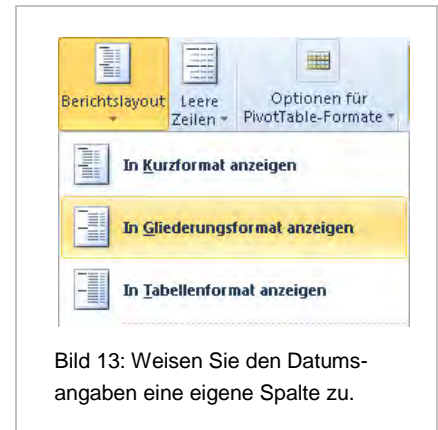 Berichtslayout
Leere
Zeilen
Optionen für
PivotTable-Formate
In Kurzformat anzeigen
In Gliederungsformat anzeigen
In Tabellenformat anzeigen
Bild 13: Weisen Sie den Datums-
angaben eine eigene Spalte zu.